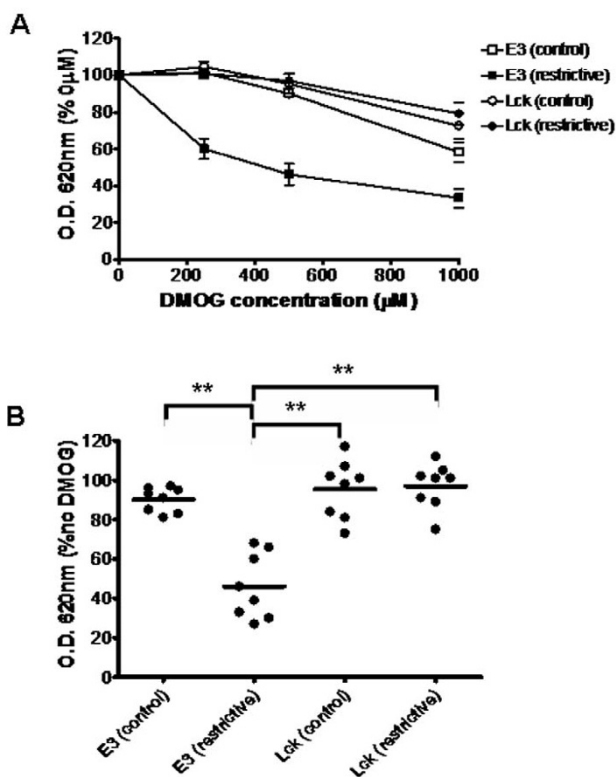 A
O.D. 620nm (% 0µM)
120
100
80
60
40
20
0
0
200
400
600
800
1000
DMOG concentration (µM)
E3 (control)
E3 (restrictive)
Lck (control)
Lck (restrictive)
B
**
**
**
O.D. 620nm (%no DMOG)
120
100
80
60
40
20
0
E3 (control)
E3 (restrictive)
Lck (control)
Lck (restrictive)